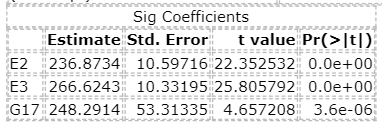 Sig Coefficients
Estimate Std. Error t value Pr(>|t|)
E2 236.8734 10.59716 22.352532 0.0e+00
E3 266.6243 10.33195 25.805792 0.0e+00
G17 248.2914 53.31335 4.657208 3.6e-06